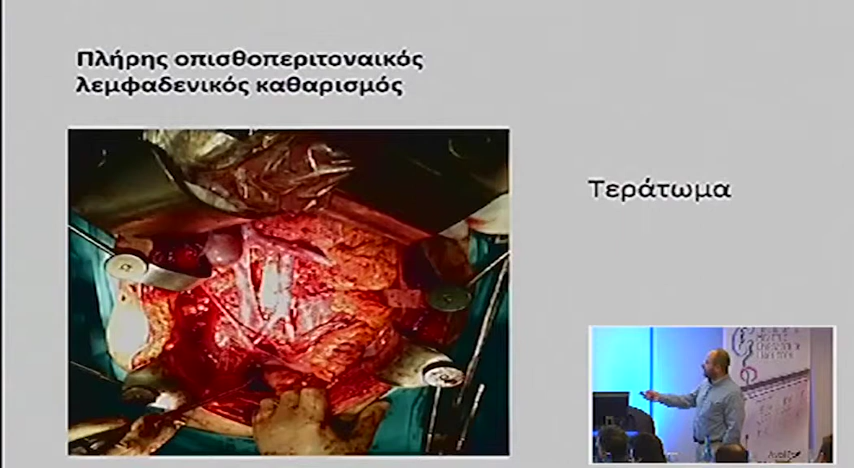 Πλήρης οπισθοπεριτοναικός
λεμφαδενικός καθαρισμός
Τεράτωμα